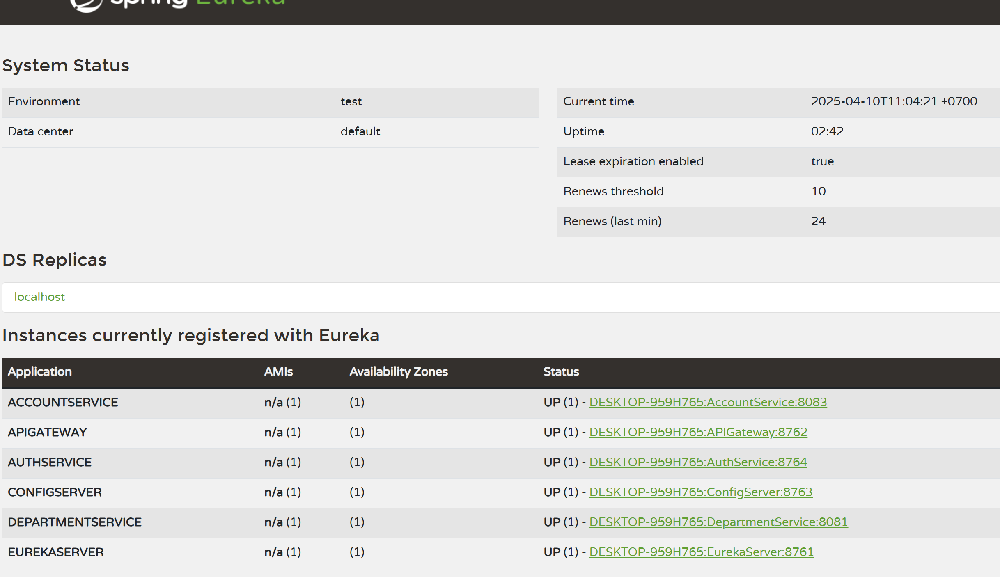 spring Eureka
System Status
Environment test
Data center default
Current time 2025-04-10T11:04:21 +0700
Uptime 02:42
Lease expiration enabled true
Renews threshold 10
Renews (last min) 24
DS Replicas
localhost
Instances currently registered with Eureka
Application AMIs Availability Zones Status
ACCOUNTSERVICE n/a (1) (1) UP (1) - DESKTOP-959H765:AccountService:8083
APIGATEWAY n/a (1) (1) UP (1) - DESKTOP-959H765:APIGateway:8762
AUTHSERVICE n/a (1) (1) UP (1) - DESKTOP-959H765:AuthService:8764
CONFIGSERVER n/a (1) (1) UP (1) - DESKTOP-959H765:ConfigServer:8763
DEPARTMENTSERVICE n/a (1) (1) UP (1) - DESKTOP-959H765:DepartmentService:8081
EUREKASERVER n/a (1) (1) UP (1) - DESKTOP-959H765:EurekaServer:8761